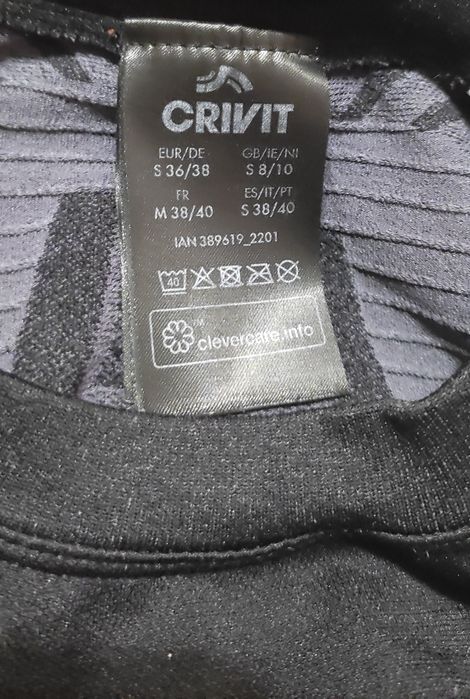 CRIVIT
EUR/DE GB/IE/NI
S 36/38 S 8/10
FR ES/IT/PT
M 38/40 S 38/40
IAN 389619_2201
40
clevercare.info